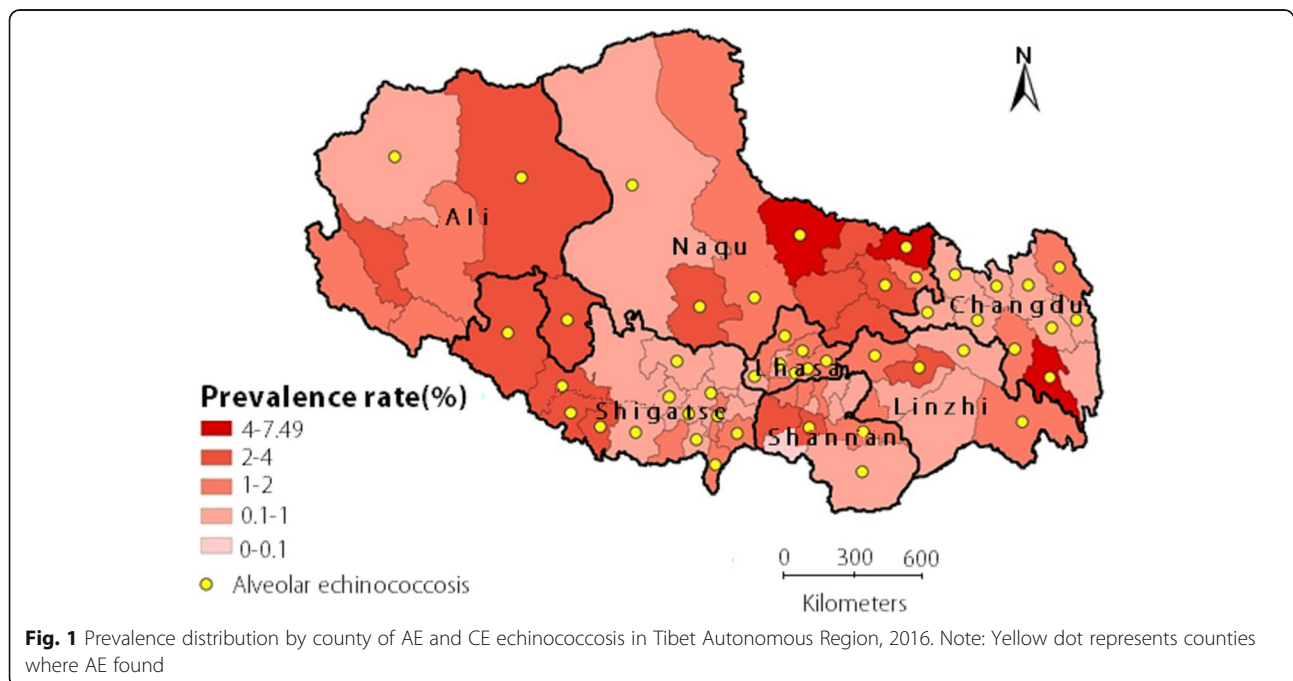 N
Ali
Naqu
Changdu
Lhasa
Linzhi
Shigatse
Shannan
Prevalence rate(%)
4-7.49
2-4
1-2
0.1-1
0-0.1
Alveolar echinococcosis
0 300 600
Kilometers
Fig. 1 Prevalence distribution by county of AE and CE echinococcosis in Tibet Autonomous Region, 2016. Note: Yellow dot represents counties
where AE found